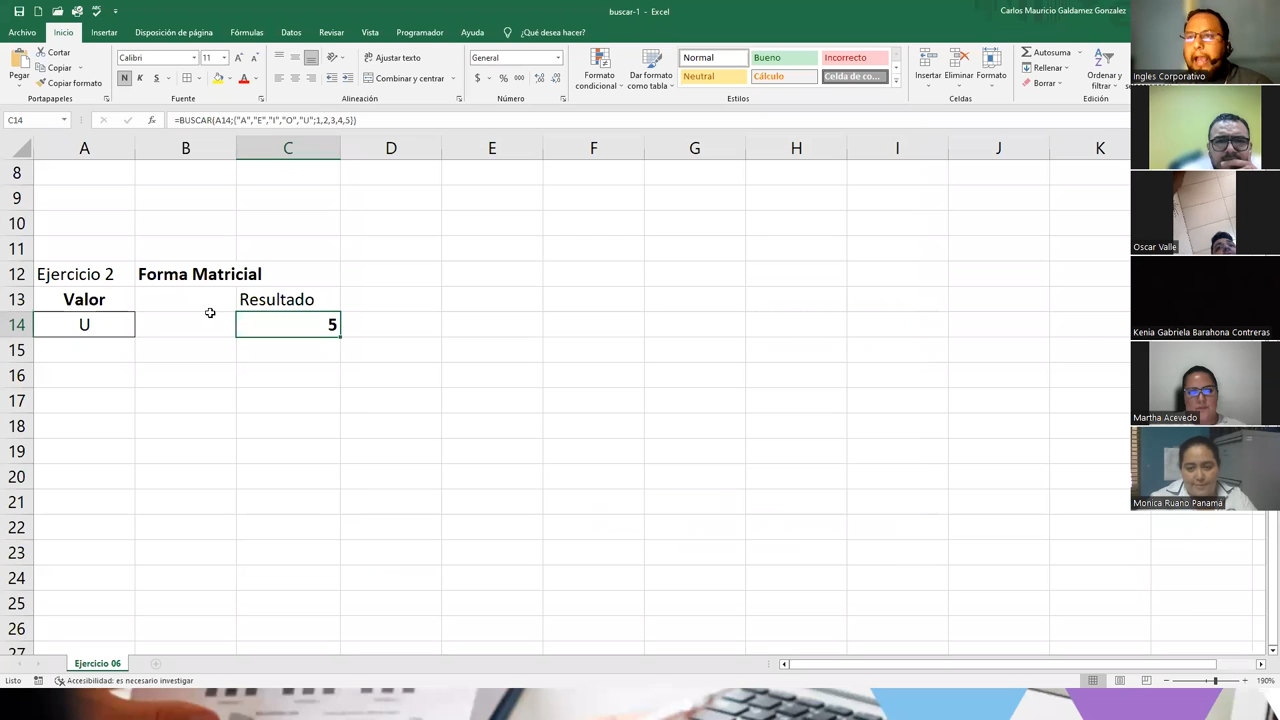 buscar-1 - Excel
Carlos Mauricio Galdamez Gonzalez
Archivo Inicio Insertar Disposición de página Fórmulas Datos Revisar Vista Programador Ayuda ¿Qué desea hacer?
Pegar
Cortar
Copiar
Copiar formato
Portapapeles
Calibri 11
N K S
Fuente
Ajustar texto
Combinar y centrar
Alineación
General
$ % 000
Número
Formato condicional
Dar formato como tabla
Normal Bueno Incorrecto
Neutral Cálculo Celda de co...
Estilos
Insertar Eliminar Formato
Celdas
Autosuma
Rellenar
Borrar
Ordenar y filtrar
Edición
C14 fx =BUSCAR(A14;{"A","E","I","O","U";1,2,3,4,5})
A B C D E F G H I J K
8
9
10
11
12 Ejercicio 2 Forma Matricial
13 Valor Resultado
14 U 5
15
16
17
18
19
20
21
22
23
24
25
26
27
Ejercicio 06
Listo Accesibilidad: es necesario investigar 190%
Ingles Corporativo
Oscar Valle
Kenia Gabriela Barahona Contreras
Martha Acevedo
Monica Ruano Panamá